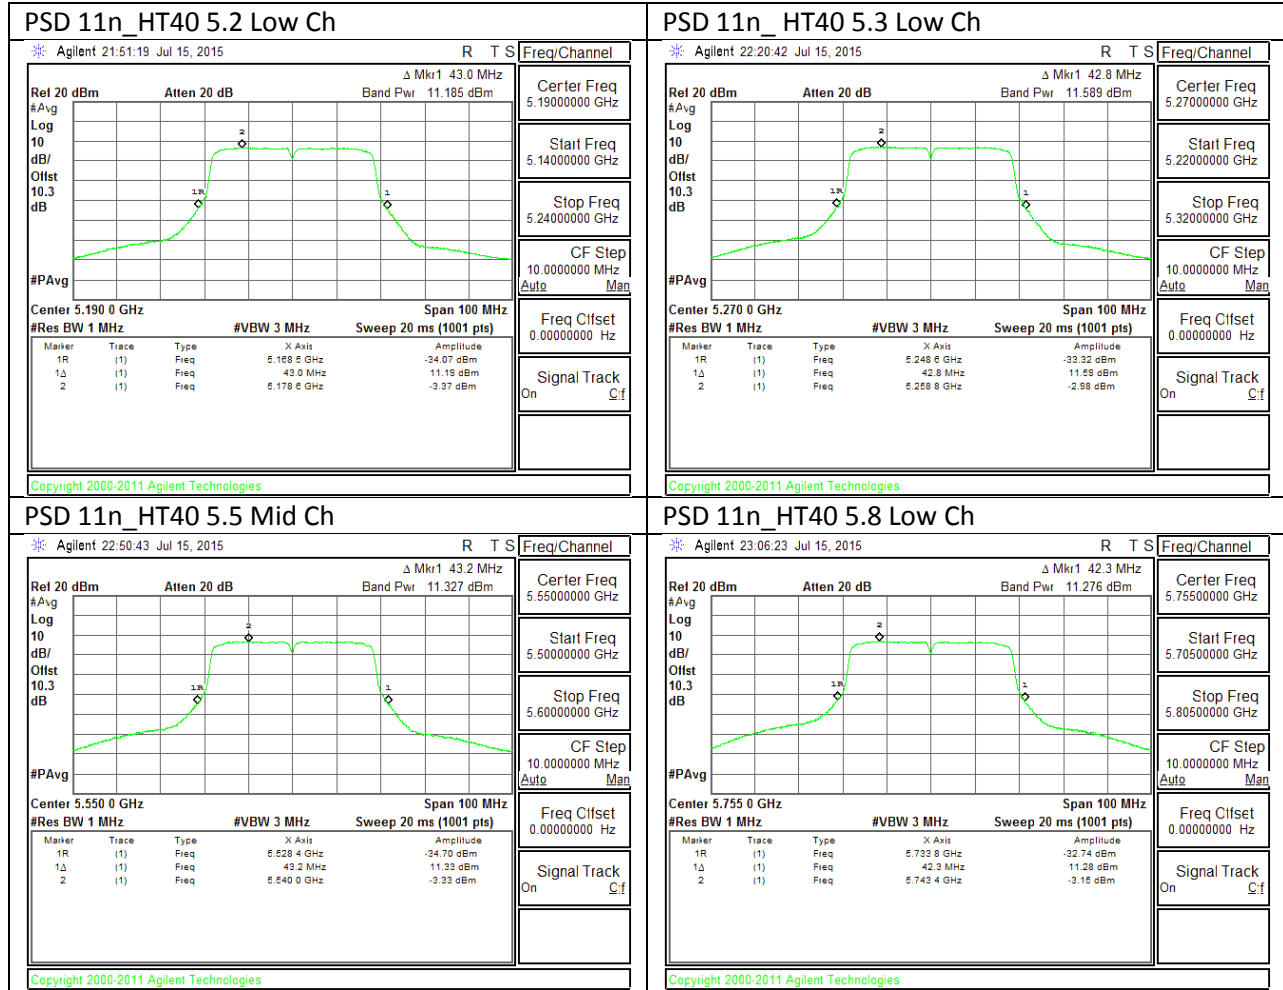 PSD 11n_HT40 5.2 Low Ch
Agilent 21:51:19 Jul 15, 2015 R T S
Freq/Channel
Δ Mkr1 43.0 MHz
Ref 20 dBm Atten 20 dB Band Pwr 11.185 dBm
#Avg
Log
10
dB/
Offst
10.3
dB
#PAvg
2
1R
1
Center 5.190 0 GHz Span 100 MHz
#Res BW 1 MHz #VBW 3 MHz Sweep 20 ms (1001 pts)
Marker Trace Type X Axis Amplitude
1R (1) Freq 5.168 5 GHz -34.07 dBm
1Δ (1) Freq 43.0 MHz 11.19 dBm
2 (1) Freq 5.178 6 GHz -3.37 dBm
Center Freq
5.19000000 GHz
Start Freq
5.14000000 GHz
Stop Freq
5.24000000 GHz
CF Step
10.0000000 MHz
Auto Man
Freq Offset
0.00000000 Hz
Signal Track
On Off
Copyright 2000-2011 Agilent Technologies
PSD 11n_ HT40 5.3 Low Ch
Agilent 22:20:42 Jul 15, 2015 R T S
Freq/Channel
Δ Mkr1 42.8 MHz
Ref 20 dBm Atten 20 dB Band Pwr 11.589 dBm
#Avg
Log
10
dB/
Offst
10.3
dB
#PAvg
2
1R
1
Center 5.270 0 GHz Span 100 MHz
#Res BW 1 MHz #VBW 3 MHz Sweep 20 ms (1001 pts)
Marker Trace Type X Axis Amplitude
1R (1) Freq 5.248 6 GHz -33.32 dBm
1Δ (1) Freq 42.8 MHz 11.59 dBm
2 (1) Freq 5.258 8 GHz -2.98 dBm
Center Freq
5.27000000 GHz
Start Freq
5.22000000 GHz
Stop Freq
5.32000000 GHz
CF Step
10.0000000 MHz
Auto Man
Freq Offset
0.00000000 Hz
Signal Track
On Off
Copyright 2000-2011 Agilent Technologies
PSD 11n_HT40 5.5 Mid Ch
Agilent 22:50:43 Jul 15, 2015 R T S
Freq/Channel
Δ Mkr1 43.2 MHz
Ref 20 dBm Atten 20 dB Band Pwr 11.327 dBm
#Avg
Log
10
dB/
Offst
10.3
dB
#PAvg
2
1R
1
Center 5.550 0 GHz Span 100 MHz
#Res BW 1 MHz #VBW 3 MHz Sweep 20 ms (1001 pts)
Marker Trace Type X Axis Amplitude
1R (1) Freq 5.528 4 GHz -34.70 dBm
1Δ (1) Freq 43.2 MHz 11.33 dBm
2 (1) Freq 5.540 0 GHz -3.33 dBm
Center Freq
5.55000000 GHz
Start Freq
5.50000000 GHz
Stop Freq
5.60000000 GHz
CF Step
10.0000000 MHz
Auto Man
Freq Offset
0.00000000 Hz
Signal Track
On Off
Copyright 2000-2011 Agilent Technologies
PSD 11n_HT40 5.8 Low Ch
Agilent 23:06:23 Jul 15, 2015 R T S
Freq/Channel
Δ Mkr1 42.3 MHz
Ref 20 dBm Atten 20 dB Band Pwr 11.276 dBm
#Avg
Log
10
dB/
Offst
10.3
dB
#PAvg
2
1R
1
Center 5.755 0 GHz Span 100 MHz
#Res BW 1 MHz #VBW 3 MHz Sweep 20 ms (1001 pts)
Marker Trace Type X Axis Amplitude
1R (1) Freq 5.733 8 GHz -32.74 dBm
1Δ (1) Freq 42.3 MHz 11.28 dBm
2 (1) Freq 5.743 4 GHz -3.15 dBm
Center Freq
5.75500000 GHz
Start Freq
5.70500000 GHz
Stop Freq
5.80500000 GHz
CF Step
10.0000000 MHz
Auto Man
Freq Offset
0.00000000 Hz
Signal Track
On Off
Copyright 2000-2011 Agilent Technologies